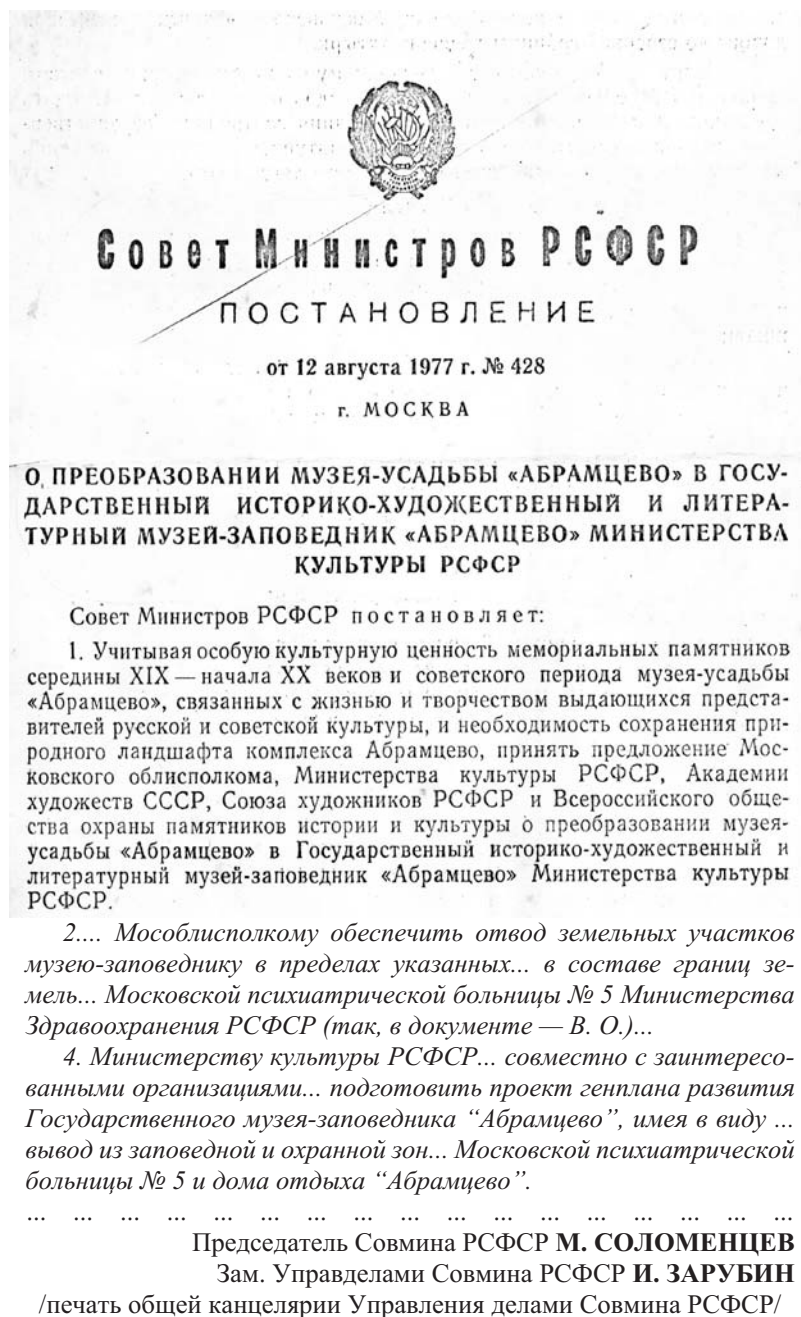 Совет Министров РСФСР
ПОСТАНОВЛЕНИЕ
от 12 августа 1977 г. № 428
г. МОСКВА
О ПРЕОБРАЗОВАНИИ МУЗЕЯ-УСАДЬБЫ «АБРАМЦЕВО» В ГОСУ-
ДАРСТВЕННЫЙ ИСТОРИКО-ХУДОЖЕСТВЕННЫЙ И ЛИТЕРА-
ТУРНЫЙ МУЗЕЙ-ЗАПОВЕДНИК «АБРАМЦЕВО» МИНИСТЕРСТВА
КУЛЬТУРЫ РСФСР
Совет Министров РСФСР постановляет:
1. Учитывая особую культурную ценность мемориальных памятников
середины XIX — начала XX веков и советского периода музея-усадьбы
«Абрамцево», связанных с жизнью и творчеством выдающихся предста-
вителей русской и советской культуры, и необходимость сохранения при-
родного ландшафта комплекса Абрамцево, принять предложение Мос-
ковского облисполкома, Министерства культуры РСФСР, Академии
художеств СССР, Союза художников РСФСР и Всероссийского обще-
ства охраны памятников истории и культуры о преобразовании музея-
усадьбы «Абрамцево» в Государственный историко-художественный и
литературный музей-заповедник «Абрамцево» Министерства культуры
РСФСР.
2.... Мособлисполкому обеспечить отвод земельных участков
музею-заповеднику в пределах указанных... в составе границ зе-
мель... Московской психиатрической больницы № 5 Министерства
Здравоохранения РСФСР (так, в документе — В. О.)...
4. Министерству культуры РСФСР... совместно с заинтересо-
ванными организациями... подготовить проект генплана развития
Государственного музея-заповедника “Абрамцево”, имея в виду ...
вывод из заповедной и охранной зон... Московской психиатрической
больницы № 5 и дома отдыха “Абрамцево”.
... ... ... ... ... ... ... ... ... ... ... ... ... ... ... ... ...
Председатель Совмина РСФСР М. СОЛОМЕНЦЕВ
Зам. Управделами Совмина РСФСР И. ЗАРУБИН
/печать общей канцелярии Управления делами Совмина РСФСР/